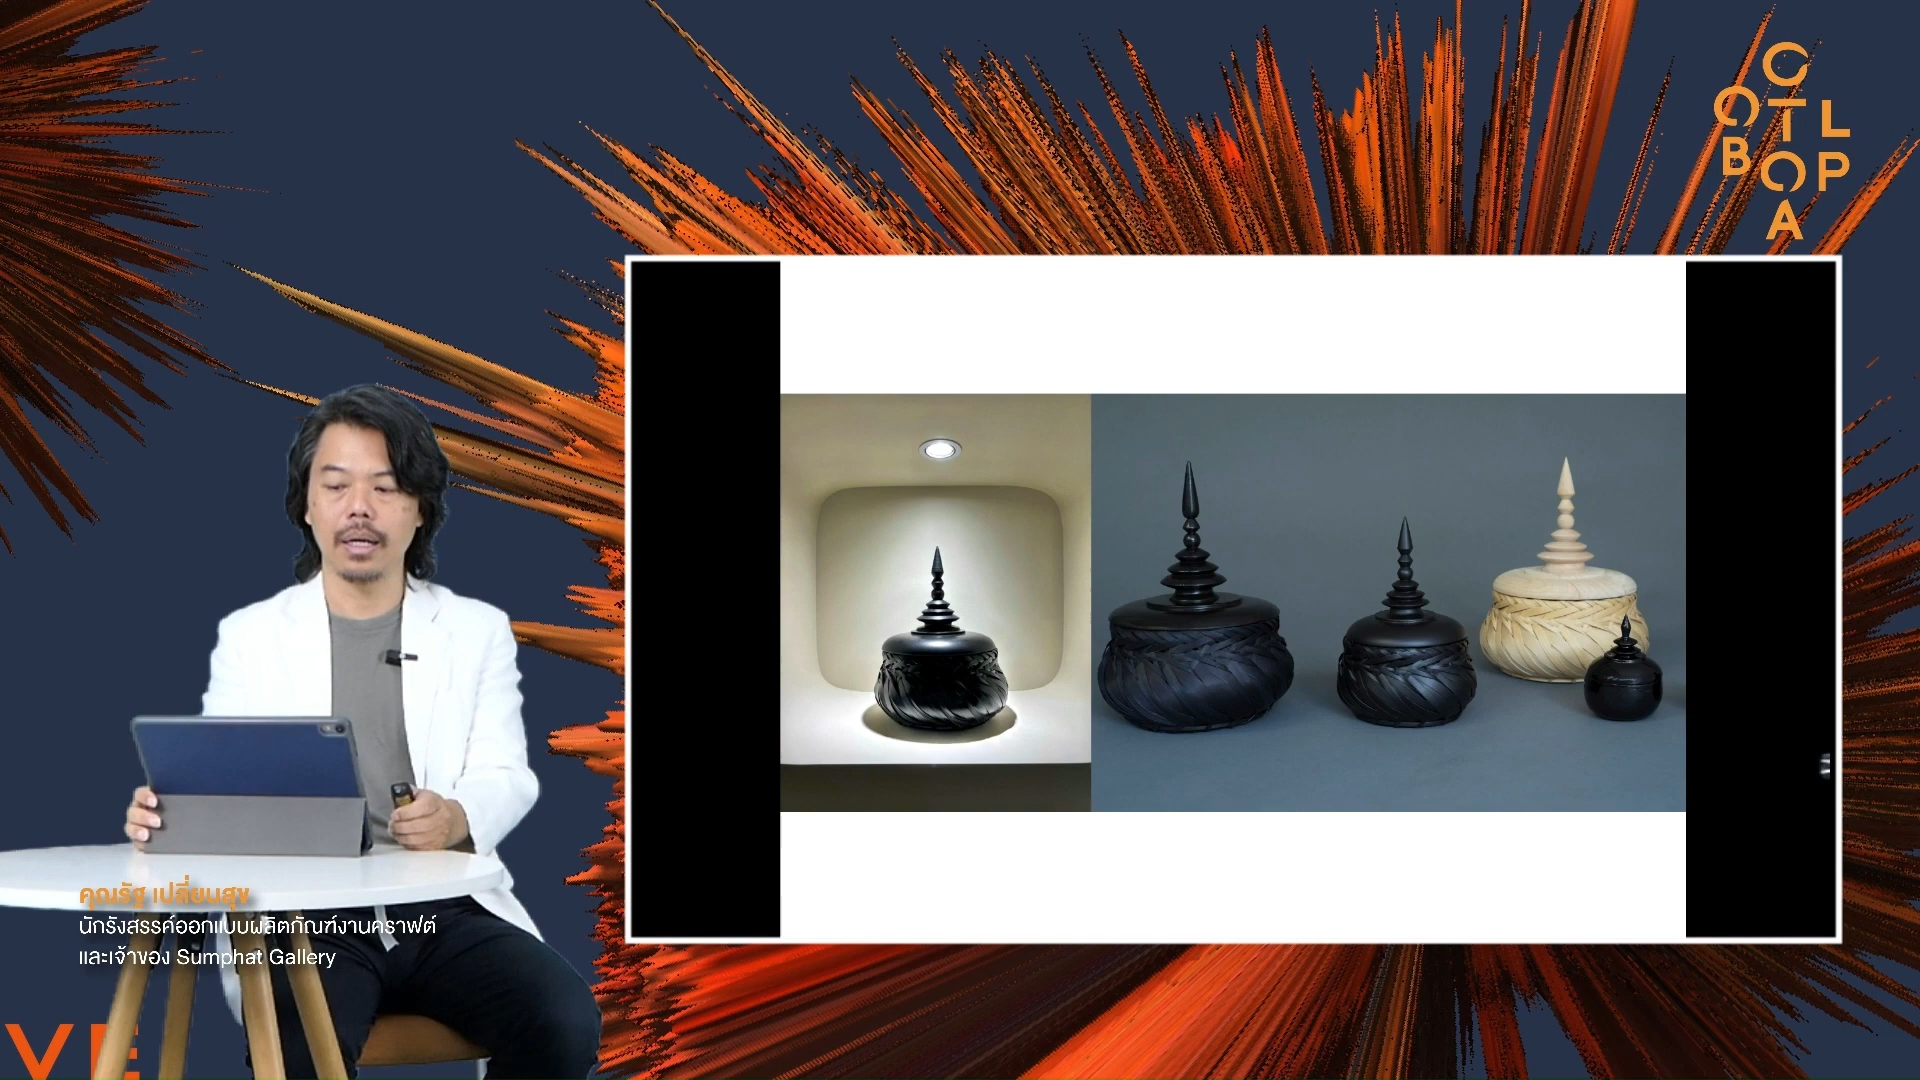 C
O T L
B O P
A
คุณรัฐ เปลี่ยนสุข
นักรังสรรค์ออกแบบผลิตภัณฑ์งานคราฟต์
และเจ้าของ Sumphat Gallery
VE